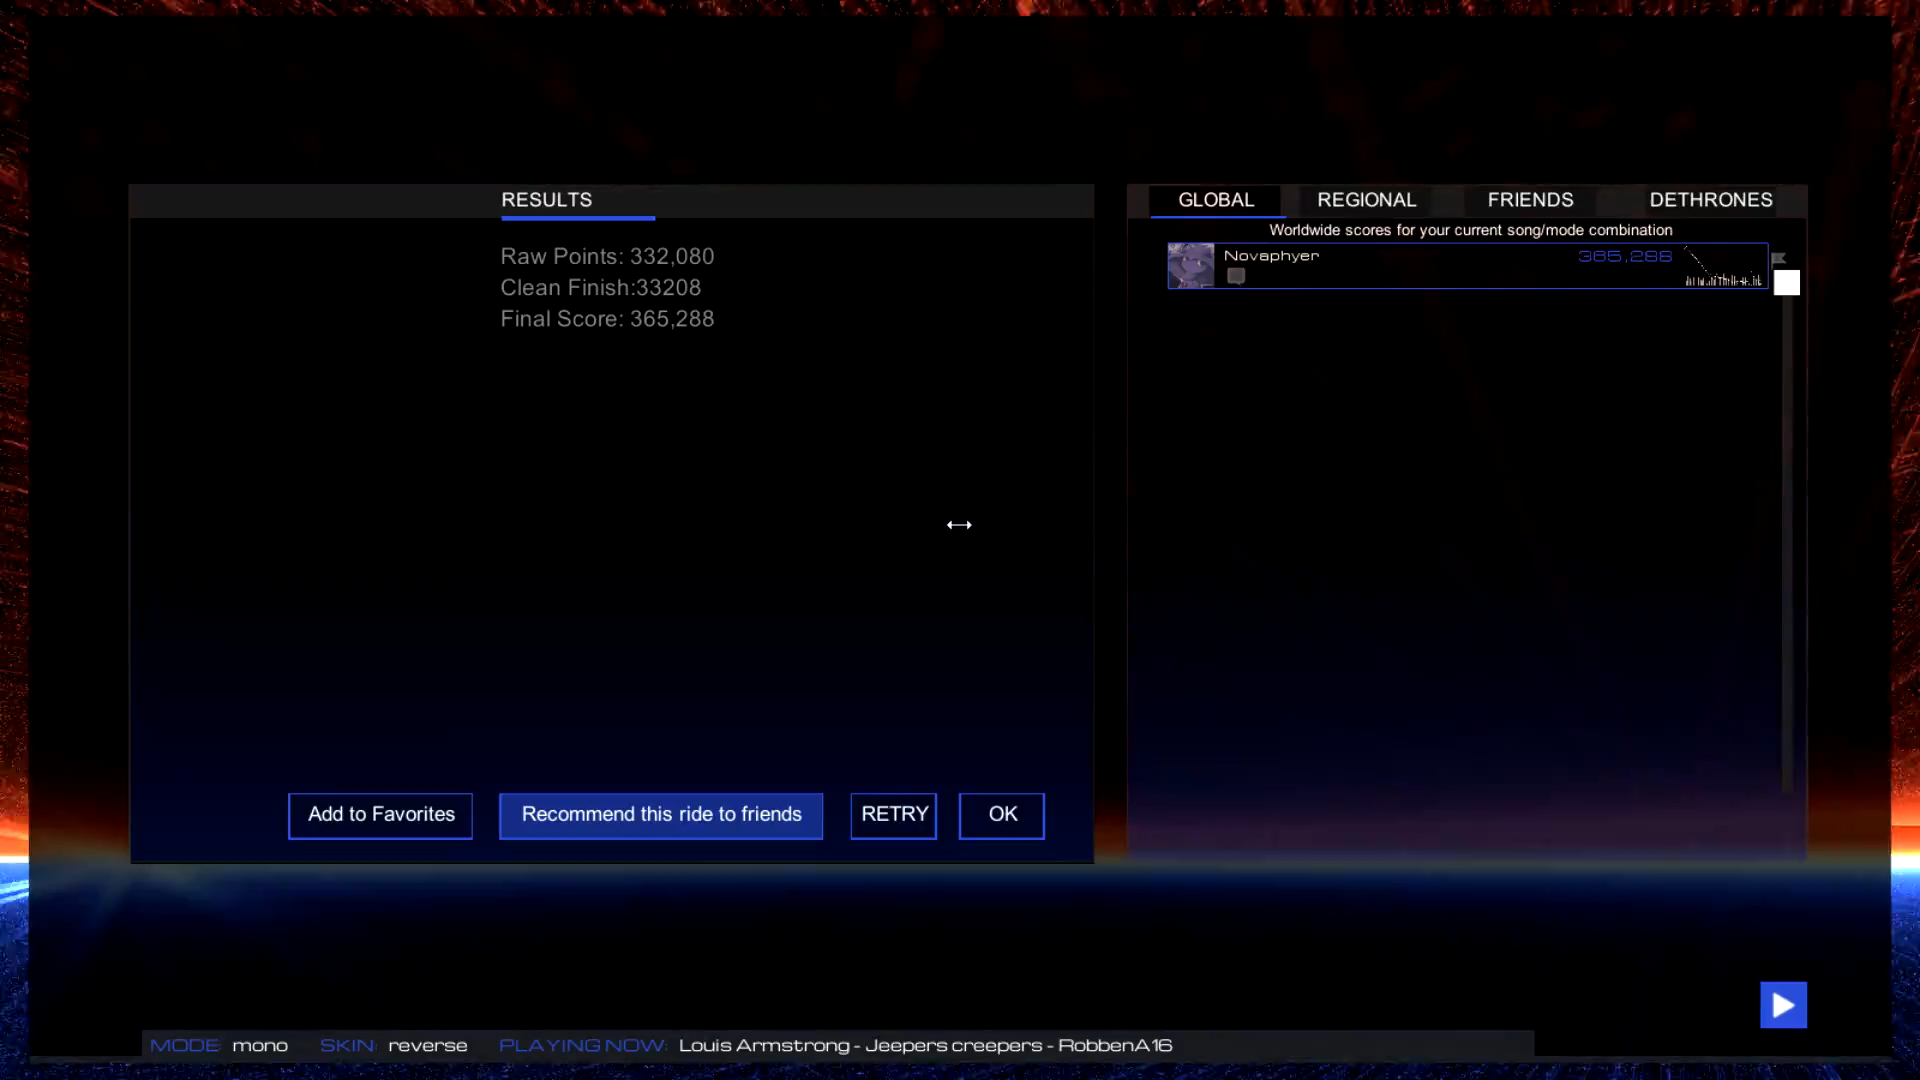 RESULTS
Raw Points: 332,080
Clean Finish:33208
Final Score: 365,288
Add to Favorites
Recommend this ride to friends
RETRY
OK
GLOBAL REGIONAL FRIENDS DETHRONES
Worldwide scores for your current song/mode combination
Novaphyer 365,288
MODE: mono SKIN: reverse PLAYING NOW: Louis Armstrong - Jeepers creepers - RobbenA16